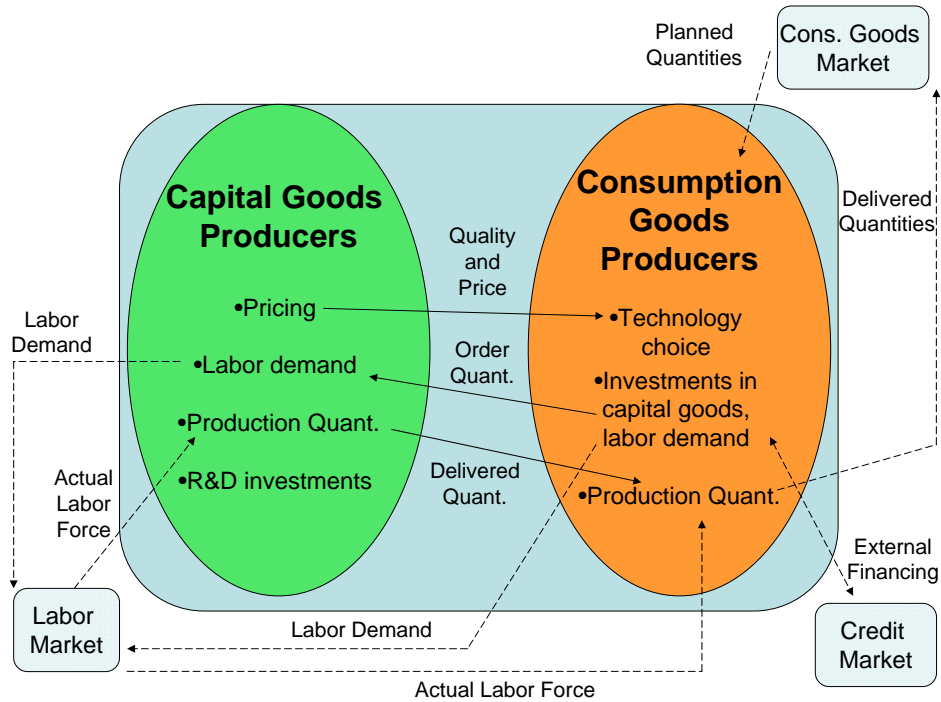 Planned
Quantities
Cons. Goods
Market
Capital Goods
Producers
Consumption
Goods
Producers
Delivered
Quantities
Quality
and
Price
•Pricing
•Technology
choice
Labor
Demand
•Labor demand
Order
Quant.
•Investments in
capital goods,
labor demand
•Production Quant.
Actual
Labor
Force
•R&D investments
Delivered
Quant.
•Production Quant.
External
Financing
Labor
Market
Labor Demand
Credit
Market
Actual Labor Force